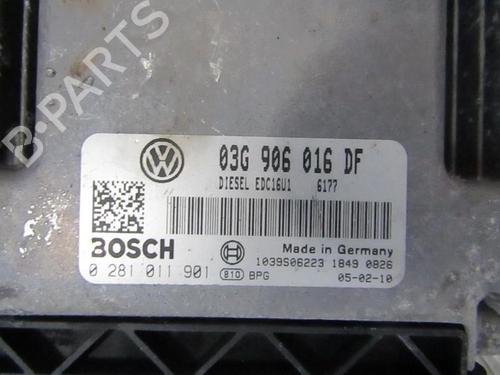 B-PARTS
03G 906 016 DF
DIESEL EDC16U1 6177
BOSCH
Made in Germany
0 281 011 901
1039S06223 1849 0826
810 BPG
05-02-10